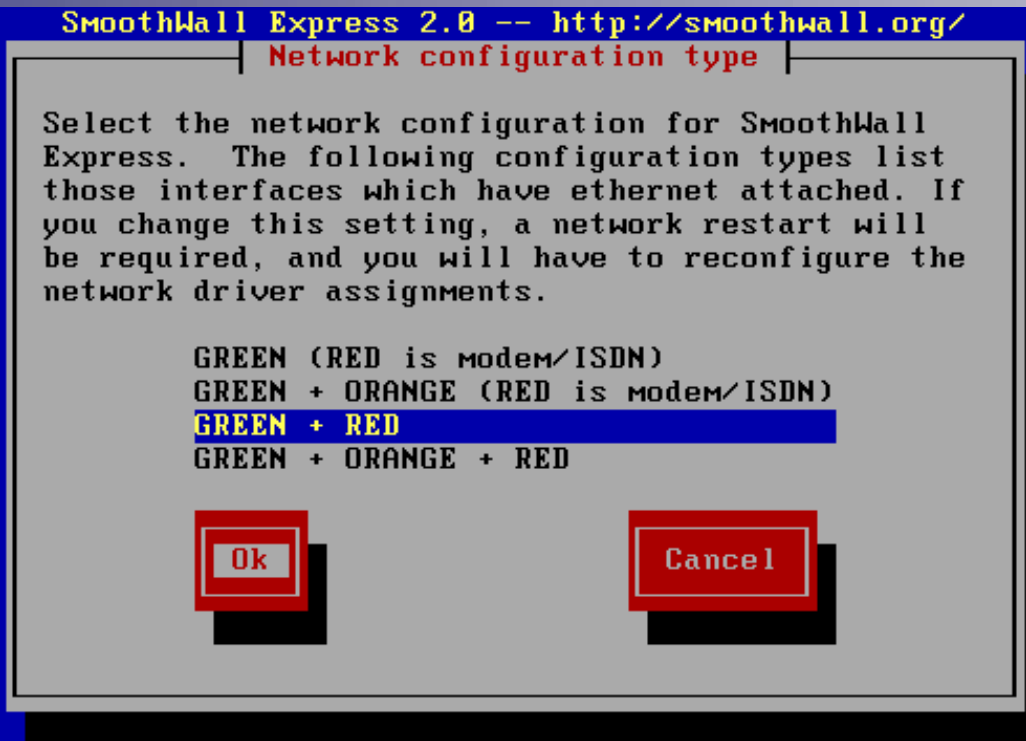 SmoothWall Express 2.0 -- http://smoothwall.org/
Network configuration type
Select the network configuration for SmoothWall
Express.  The following configuration types list
those interfaces which have ethernet attached. If
you change this setting, a network restart will
be required, and you will have to reconfigure the
network driver assignments.
GREEN (RED is modem/ISDN)
GREEN + ORANGE (RED is modem/ISDN)
GREEN + RED
GREEN + ORANGE + RED
Ok
Cancel